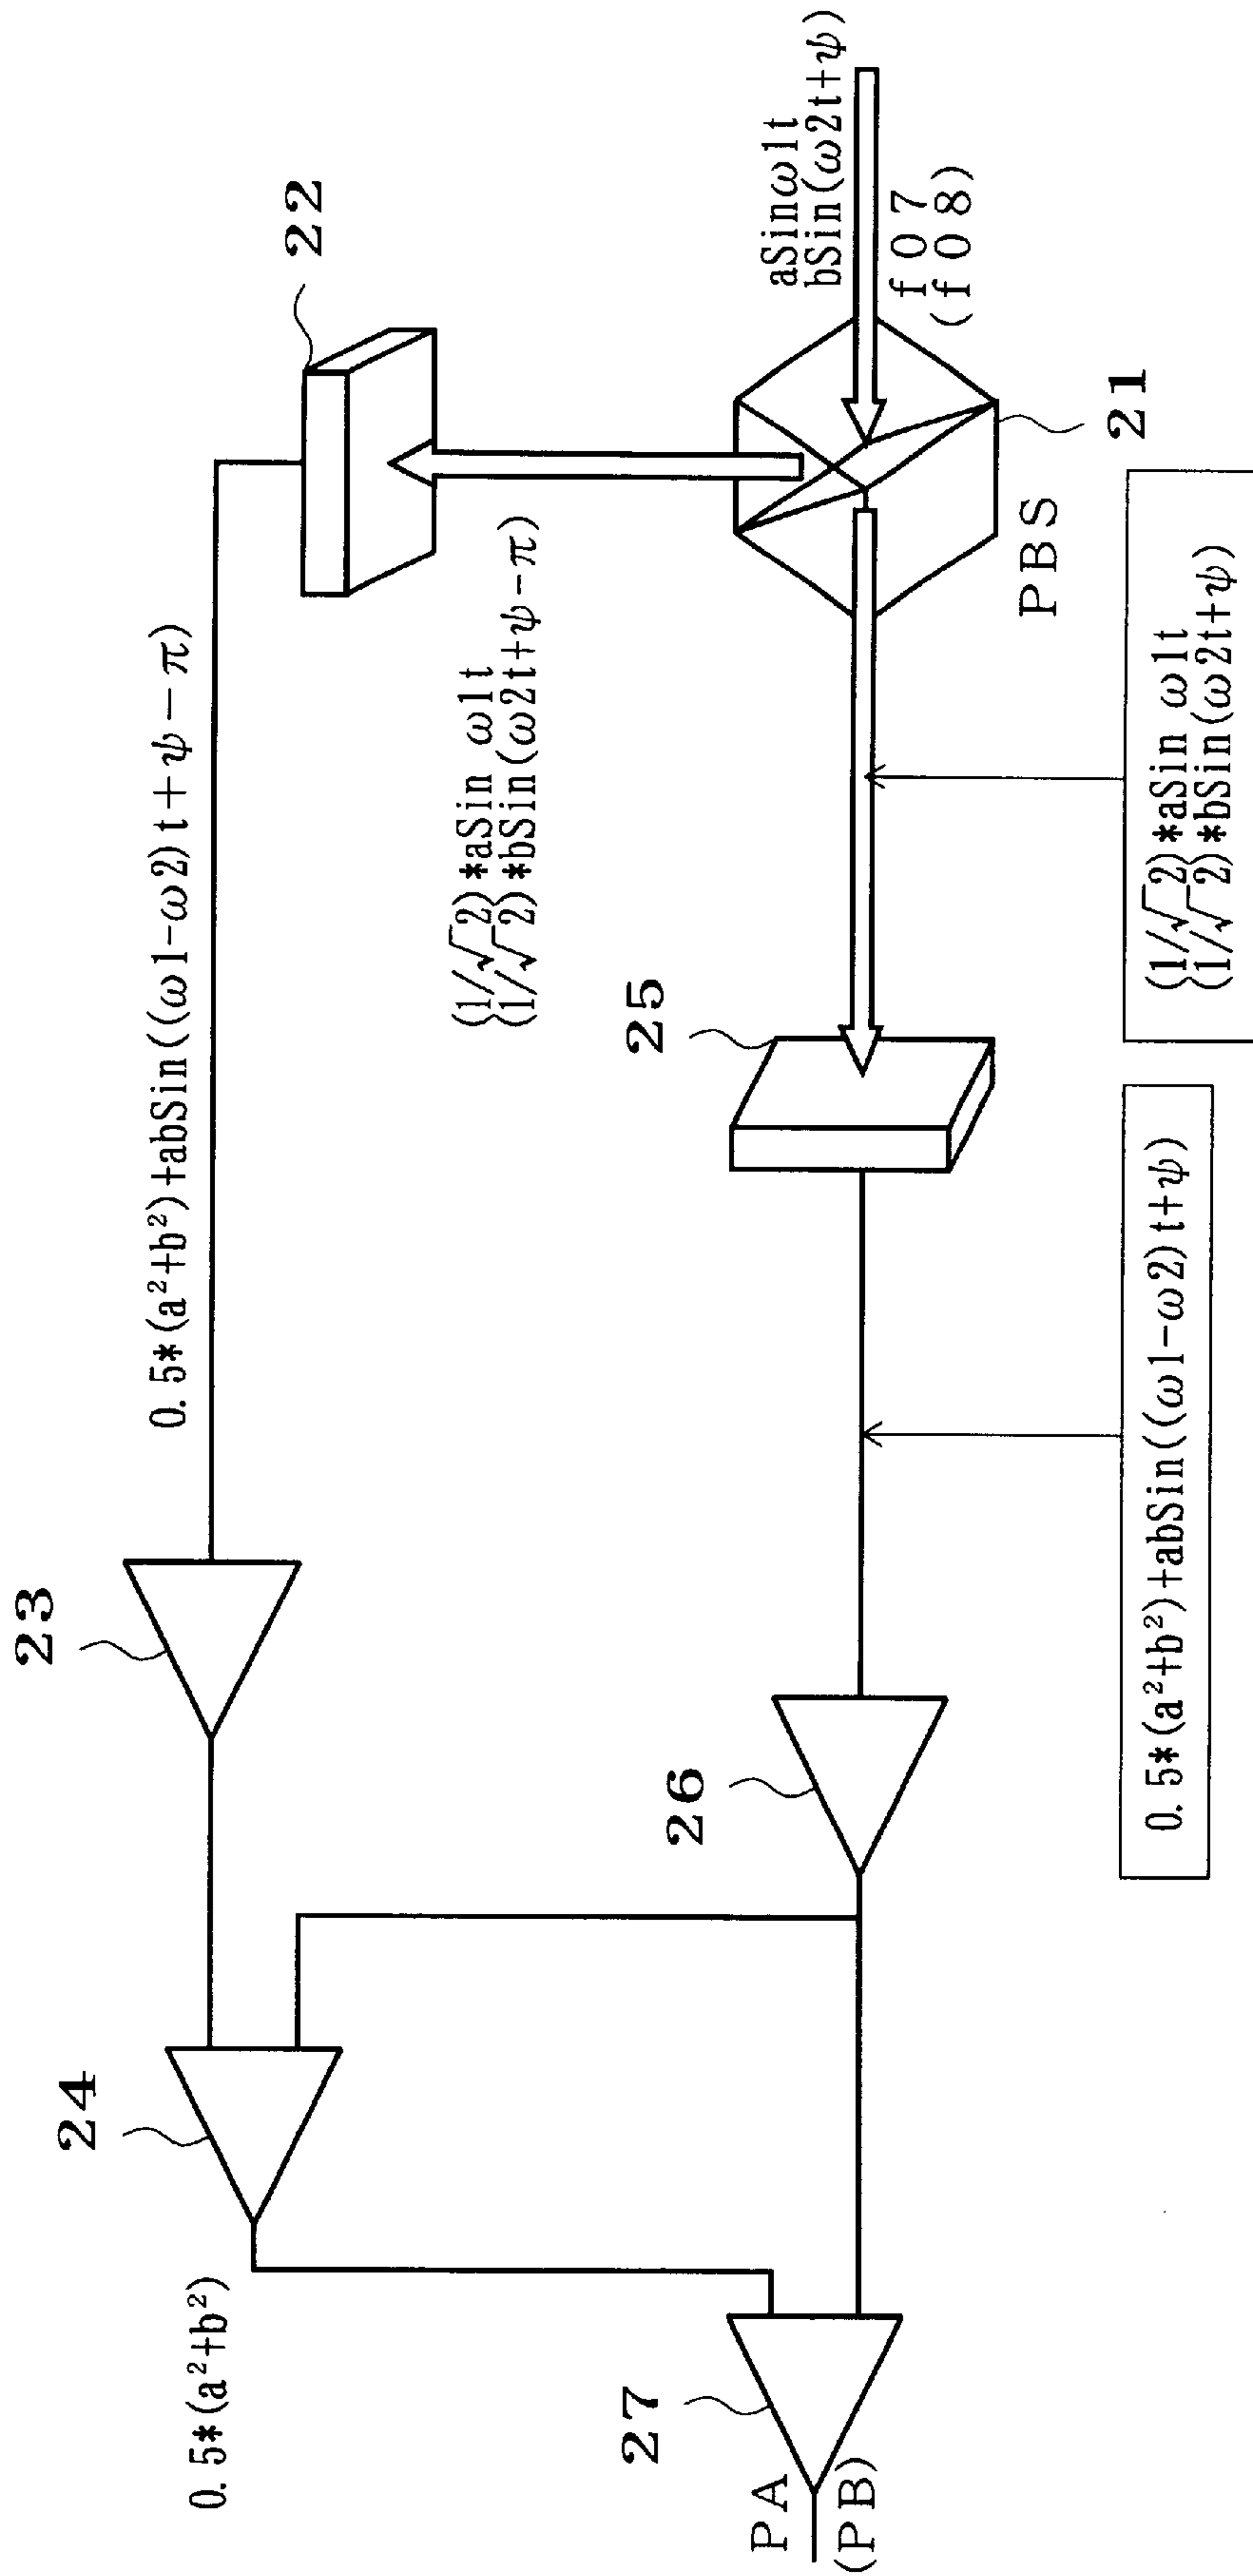 22
aSinω1t
bSin(ω2t+ψ)
f07
(f08)
21
PBS
(1/√2)*aSin ω1t
(1/√2)*bSin(ω2t+ψ-π)
0.5*(a²+b²)+abSin((ω1-ω2)t+ψ-π)
(1/√2)*aSin ω1t
(1/√2)*bSin(ω2t+ψ)
25
0.5*(a²+b²)+abSin((ω1-ω2)t+ψ)
23
26
24
0.5*(a²+b²)
27
PA
(PB)